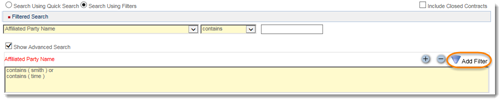 Search Using Quick Search Search Using Filters Include Closed Contracts
Filtered Search
Affiliated Party Name contains
Show Advanced Search
Affiliated Party Name Add Filter
contains ( smith ) or
contains ( time )